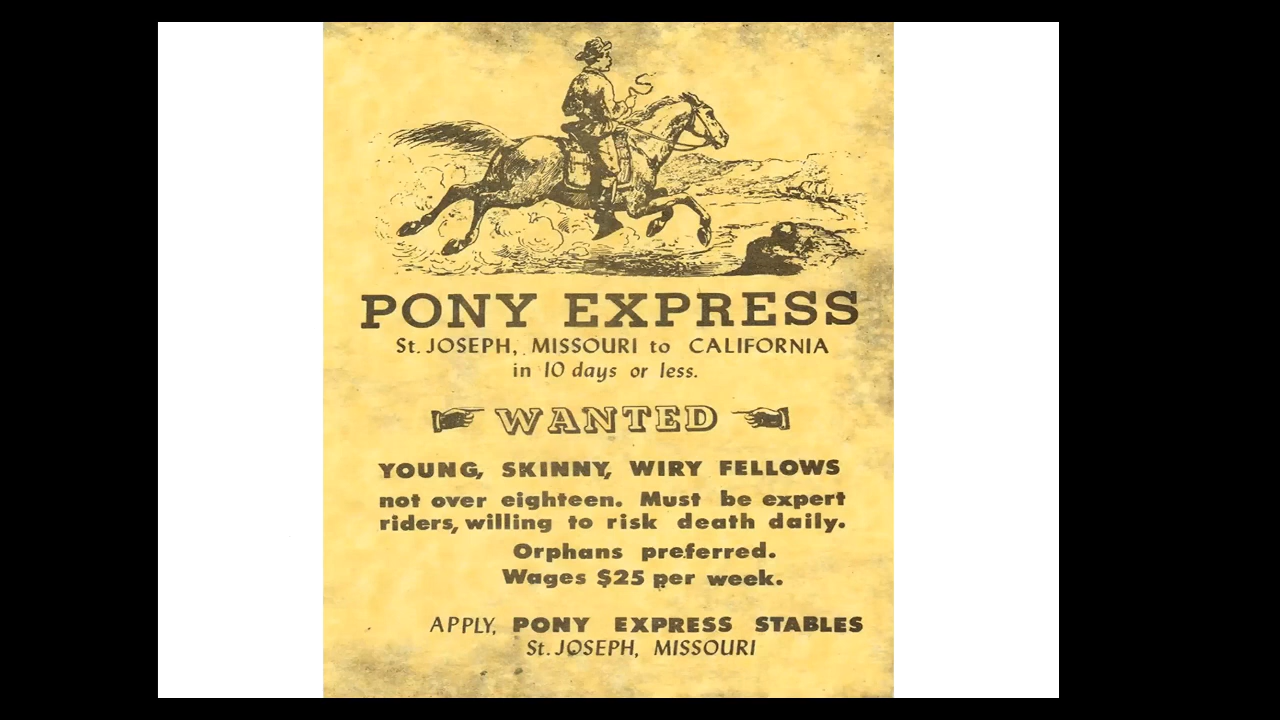 PONY EXPRESS
St. JOSEPH, MISSOURI to CALIFORNIA
in 10 days or less.
WANTED
YOUNG, SKINNY, WIRY FELLOWS
not over eighteen. Must be expert
riders, willing to risk death daily.
Orphans preferred.
Wages $25 per week.
APPLY, PONY EXPRESS STABLES
St. JOSEPH, MISSOURI